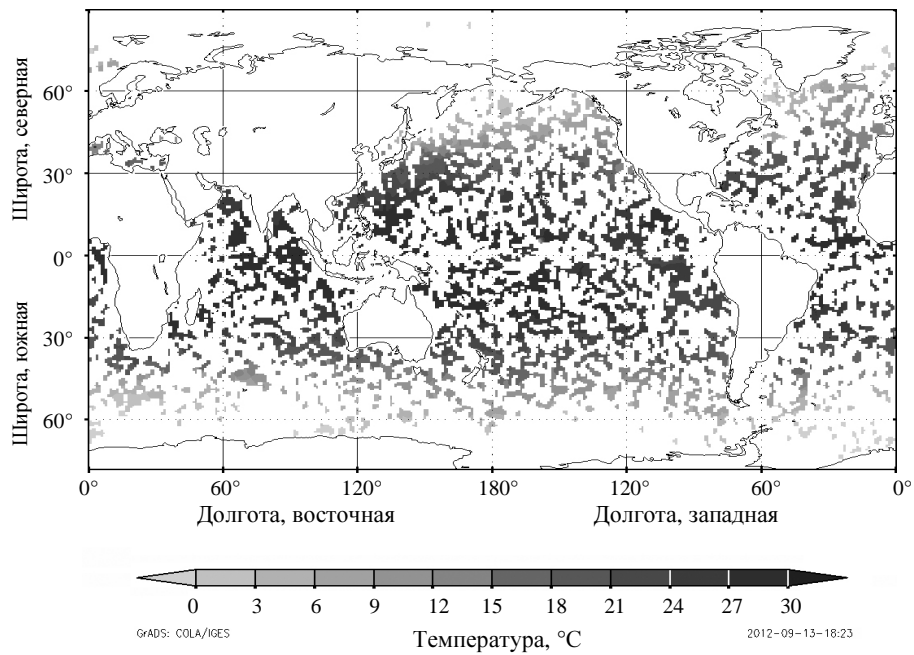 Широта, северная
Широта, южная
60°
30°
0°
30°
60°
0° 60° 120° 180° 120° 60° 0°
Долгота, восточная Долгота, западная
0 3 6 9 12 15 18 21 24 27 30
GrADS: COLA/IGES Температура, °C 2012-09-13-18:23